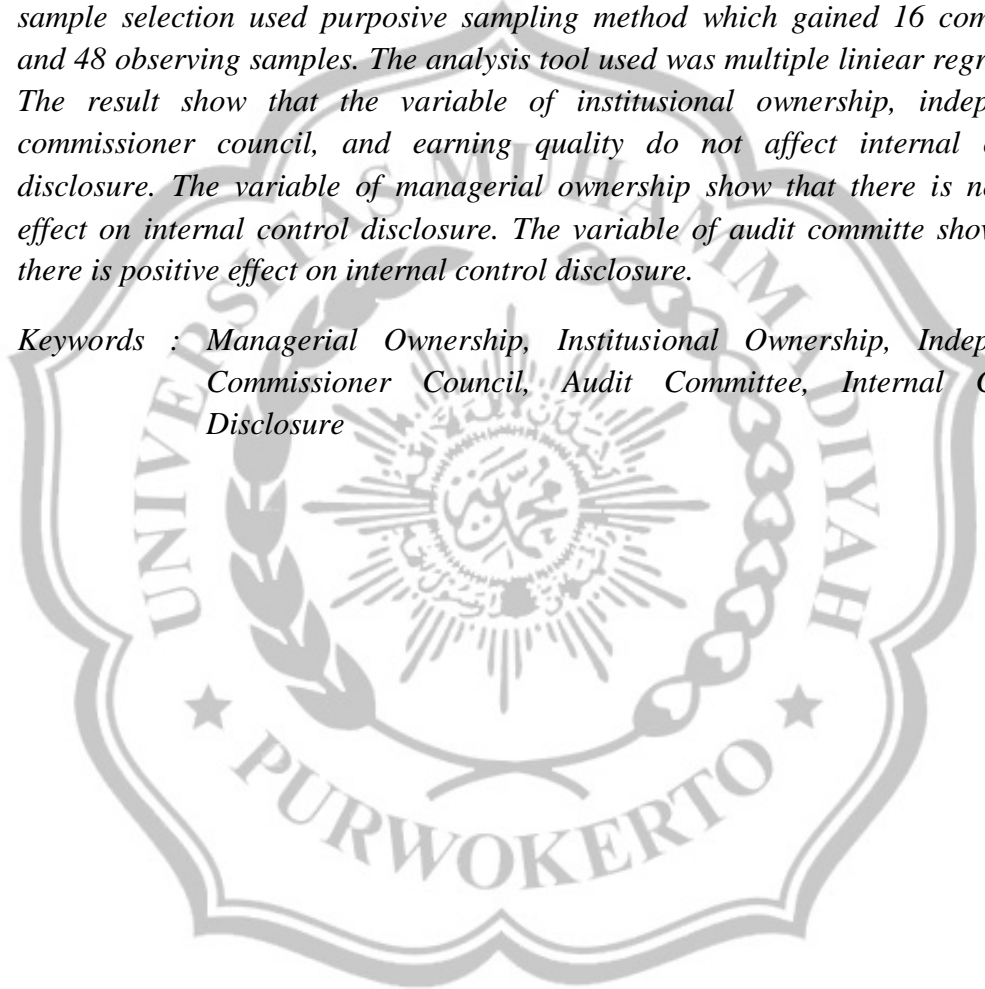 sample selection used purposive sampling method which gained 16 com
and 48 observing samples. The analysis tool used was multiple liniear regr
The result show that the variable of institusional ownership, indep
commissioner council, and earning quality do not affect internal
disclosure. The variable of managerial ownership show that there is n
effect on internal control disclosure. The variable of audit committe show
there is positive effect on internal control disclosure.
Keywords : Managerial Ownership, Institusional Ownership, Indep
Commissioner Council, Audit Committee, Internal C
Disclosure
UNIVERSITAS MUHAMMADIYAH
PURWOKERTO